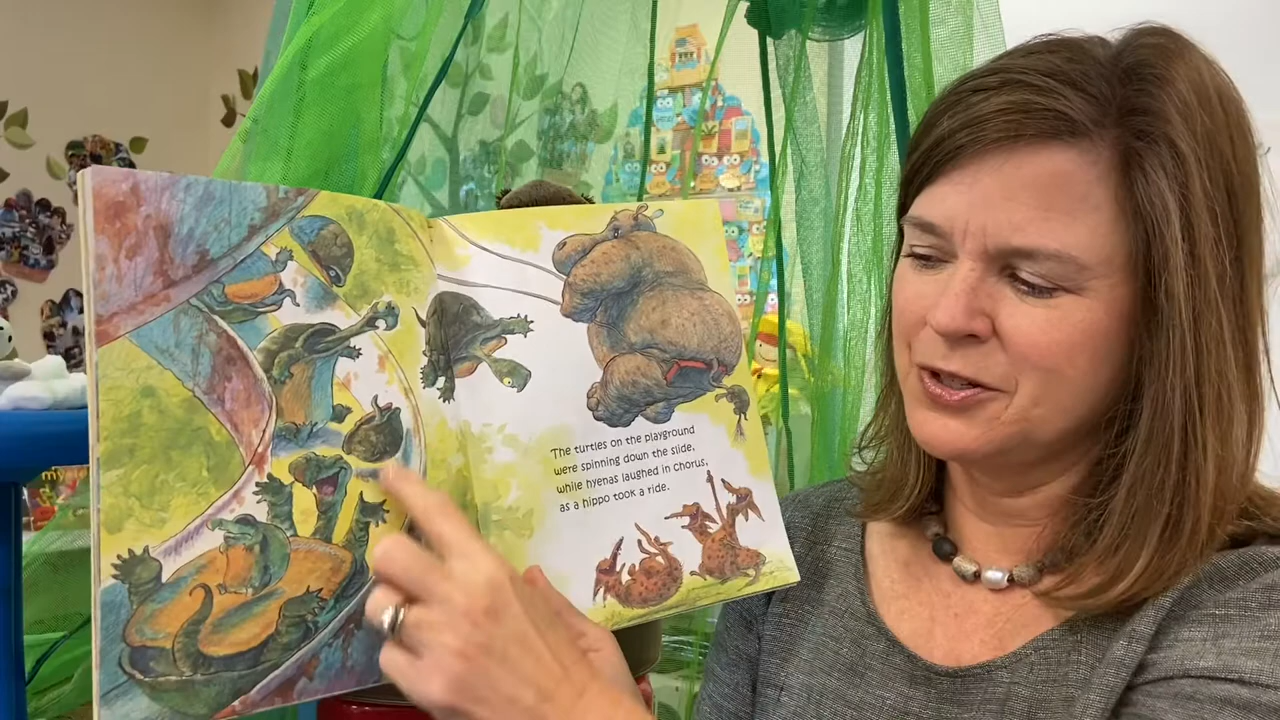 The turtles on the playground
were spinning down the slide,
while hyenas laughed in chorus,
as a hippo took a ride.
my